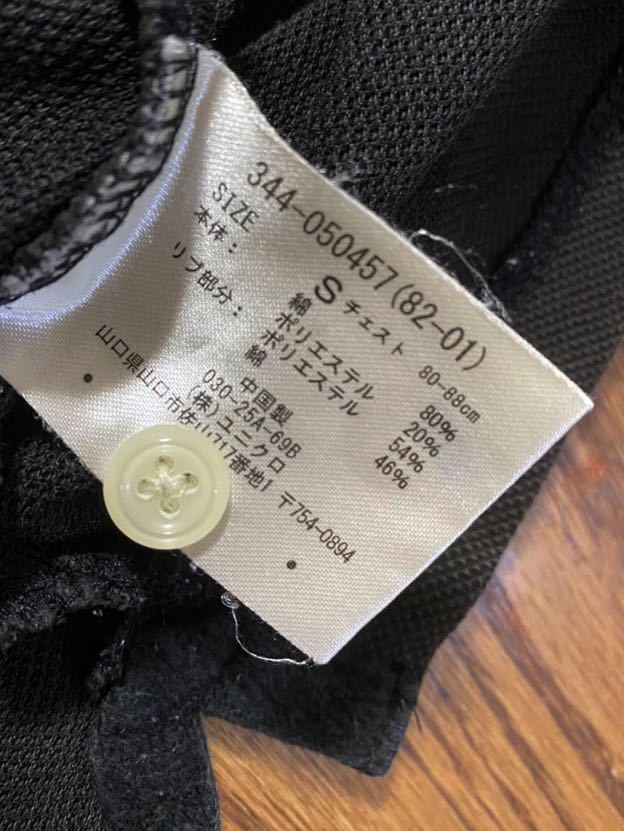 344-050457(82-01)
SIZE S チェスト 80-88cm
本体: 綿 80%
ポリエステル 20%
リブ部分: ポリエステル 54%
綿 46%
中国製
030-25A-69B
(株)ユニクロ
山口県山口市佐山717番地1 〒754-0894